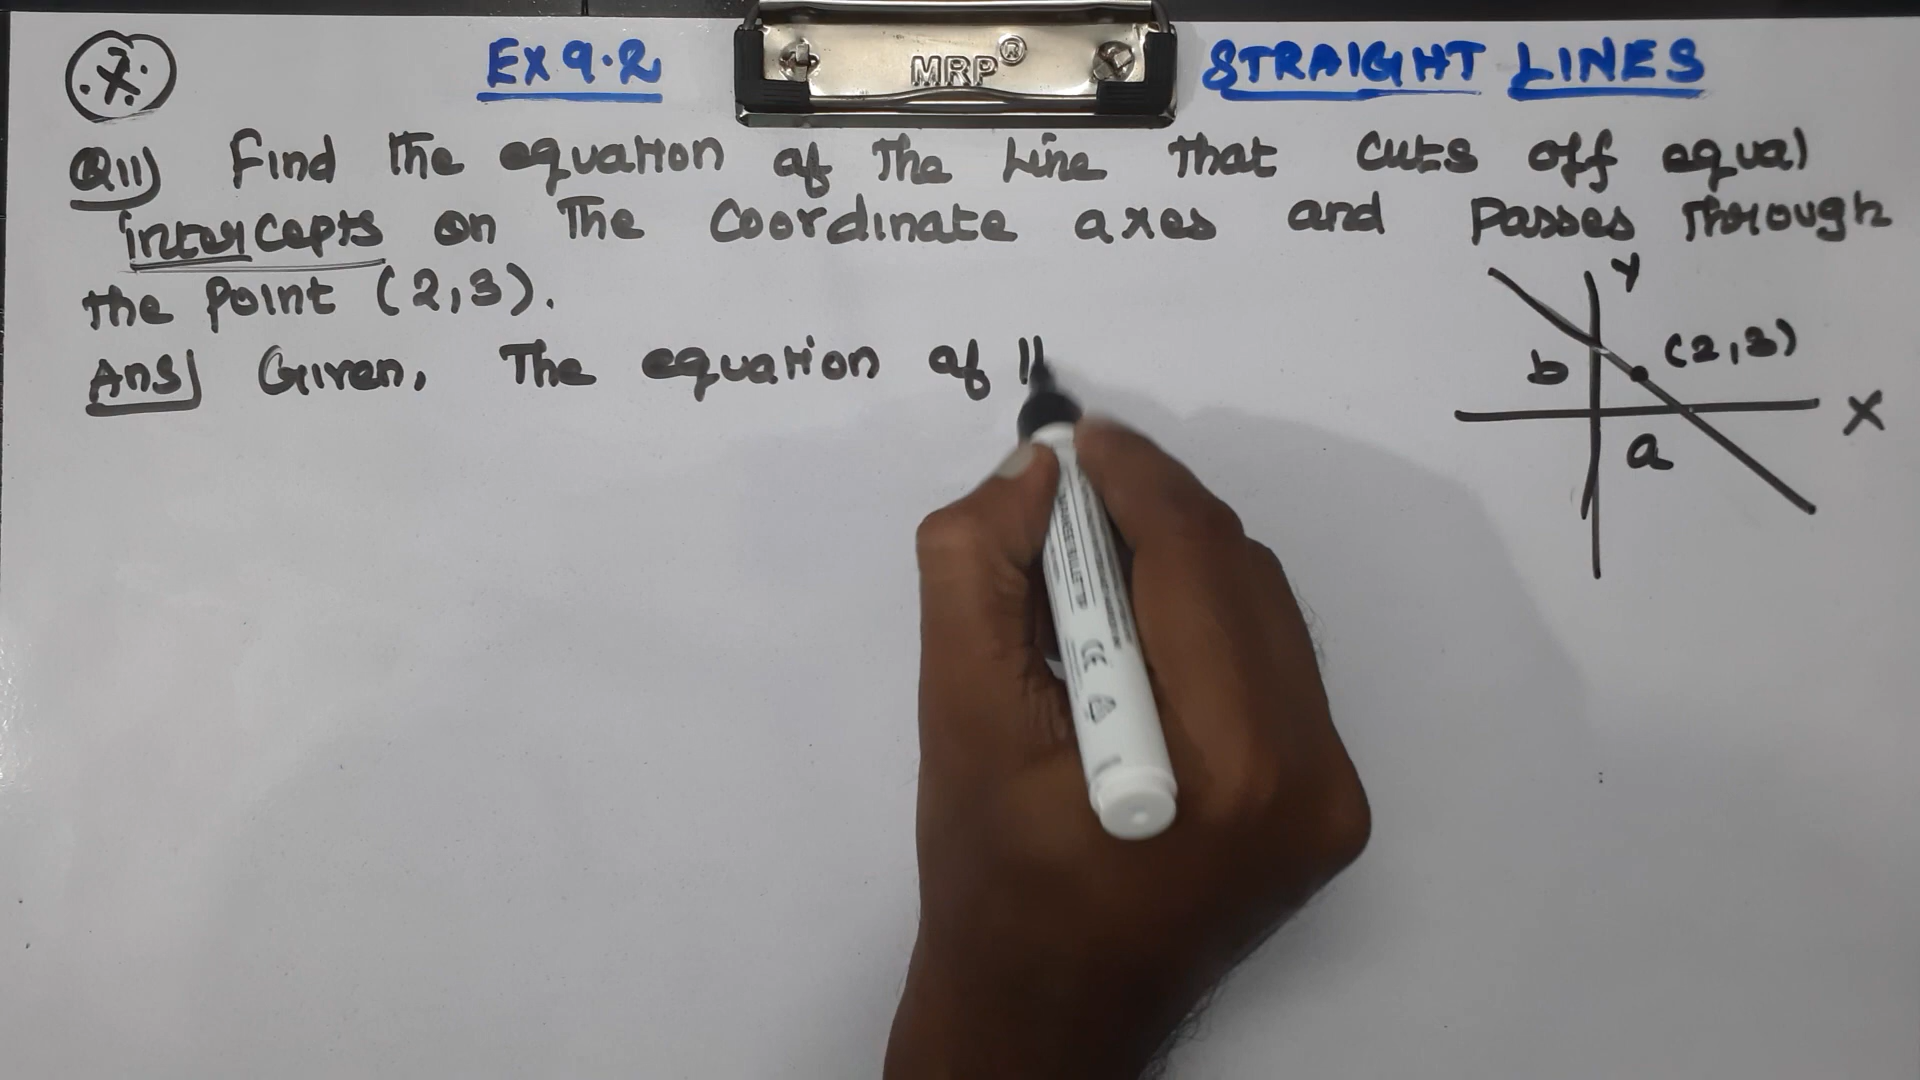 EX 9.2
MRP®
STRAIGHT LINES
Q11) Find the equation of the line that cuts off equal
intercepts on the coordinate axes and passes through
the point (2,3).
Ans) Given, The equation of
Y
(2,3)
b
X
a
CE